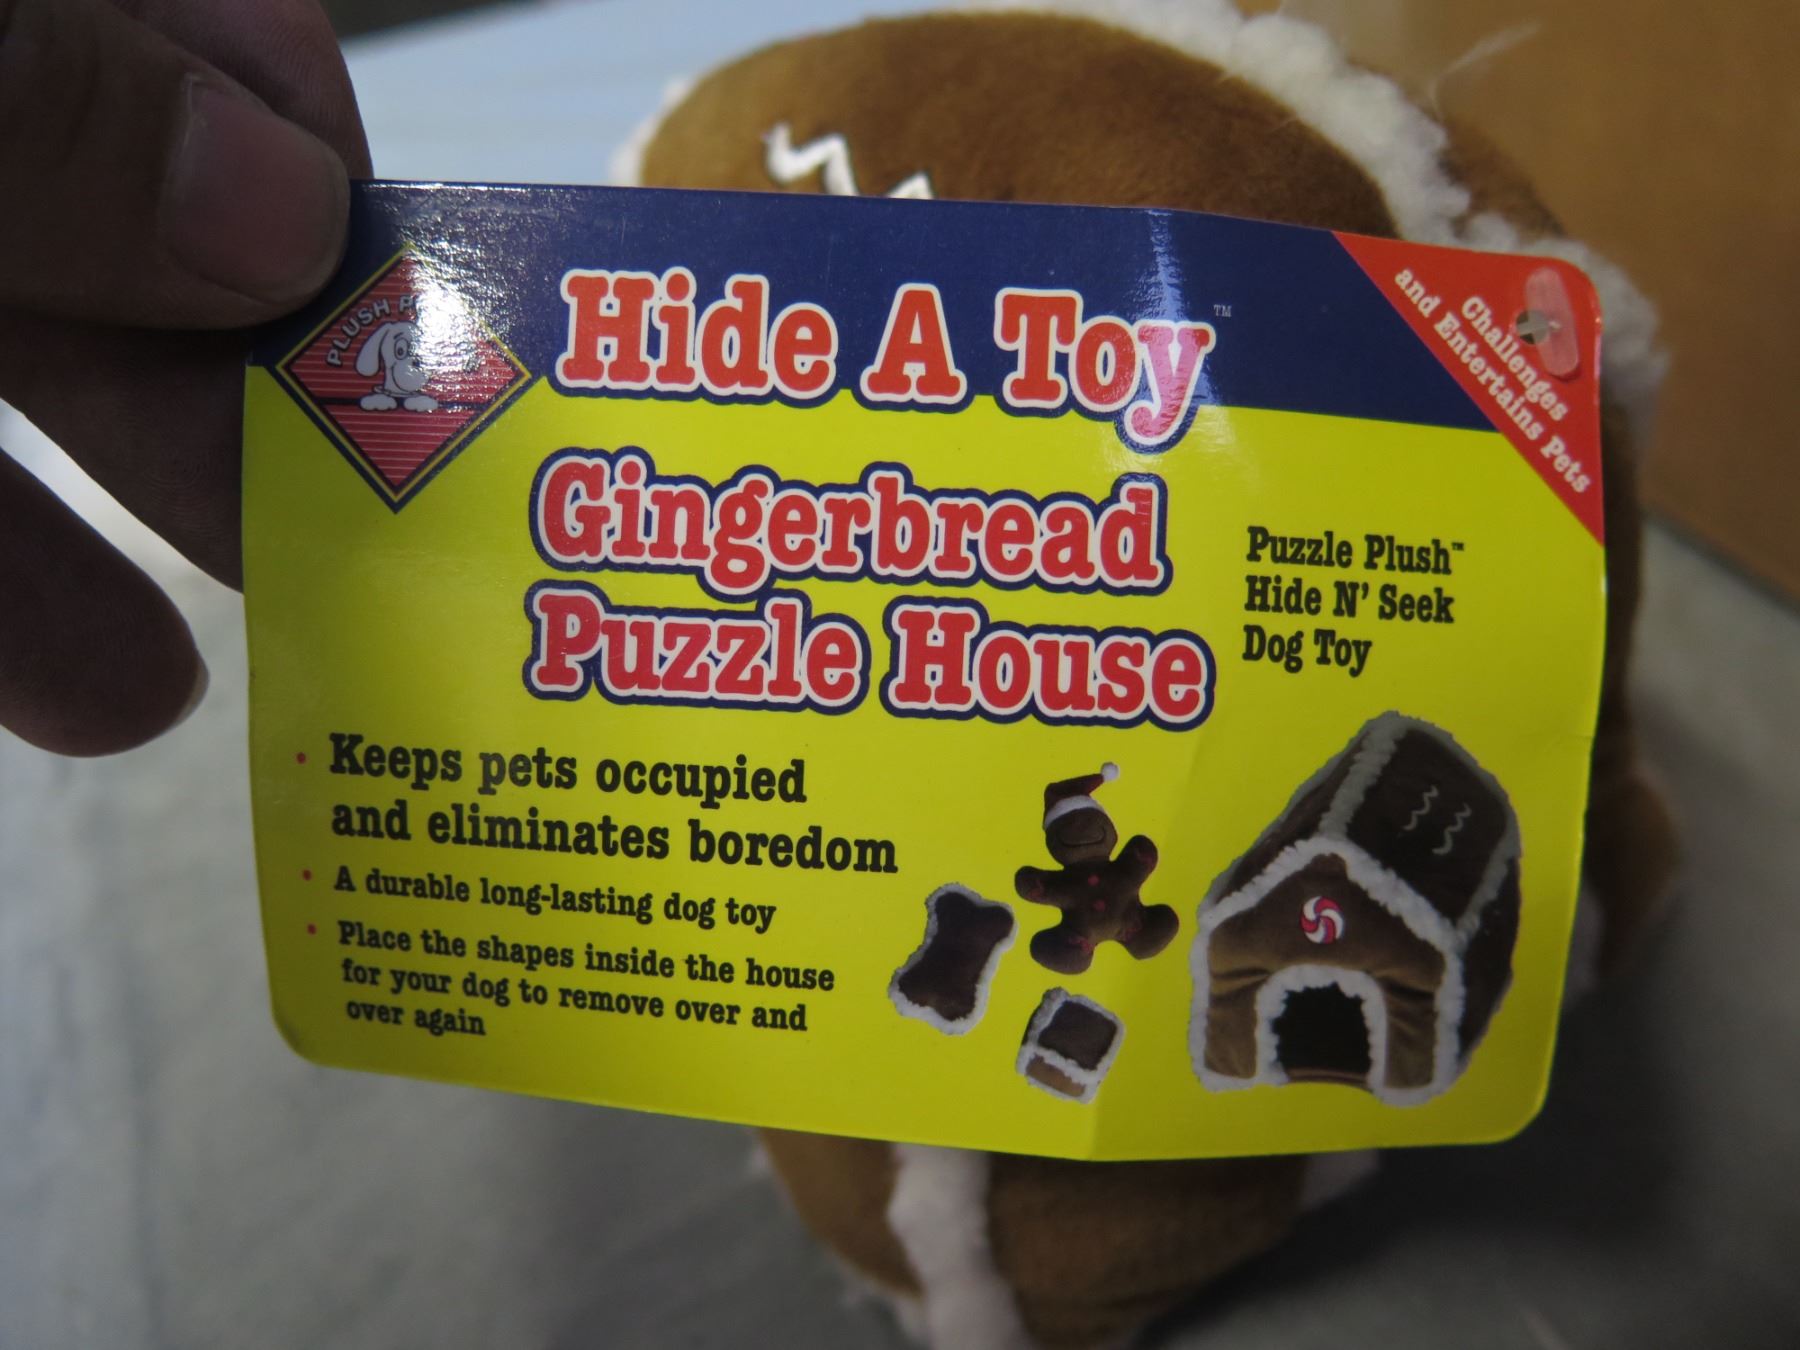 PLUSH
Hide A Toy™
Challenges
and Entertains Pets
Gingerbread
Puzzle House
Puzzle Plush™
Hide N' Seek
Dog Toy
• Keeps pets occupied
and eliminates boredom
• A durable long-lasting dog toy
• Place the shapes inside the house
for your dog to remove over and
over again